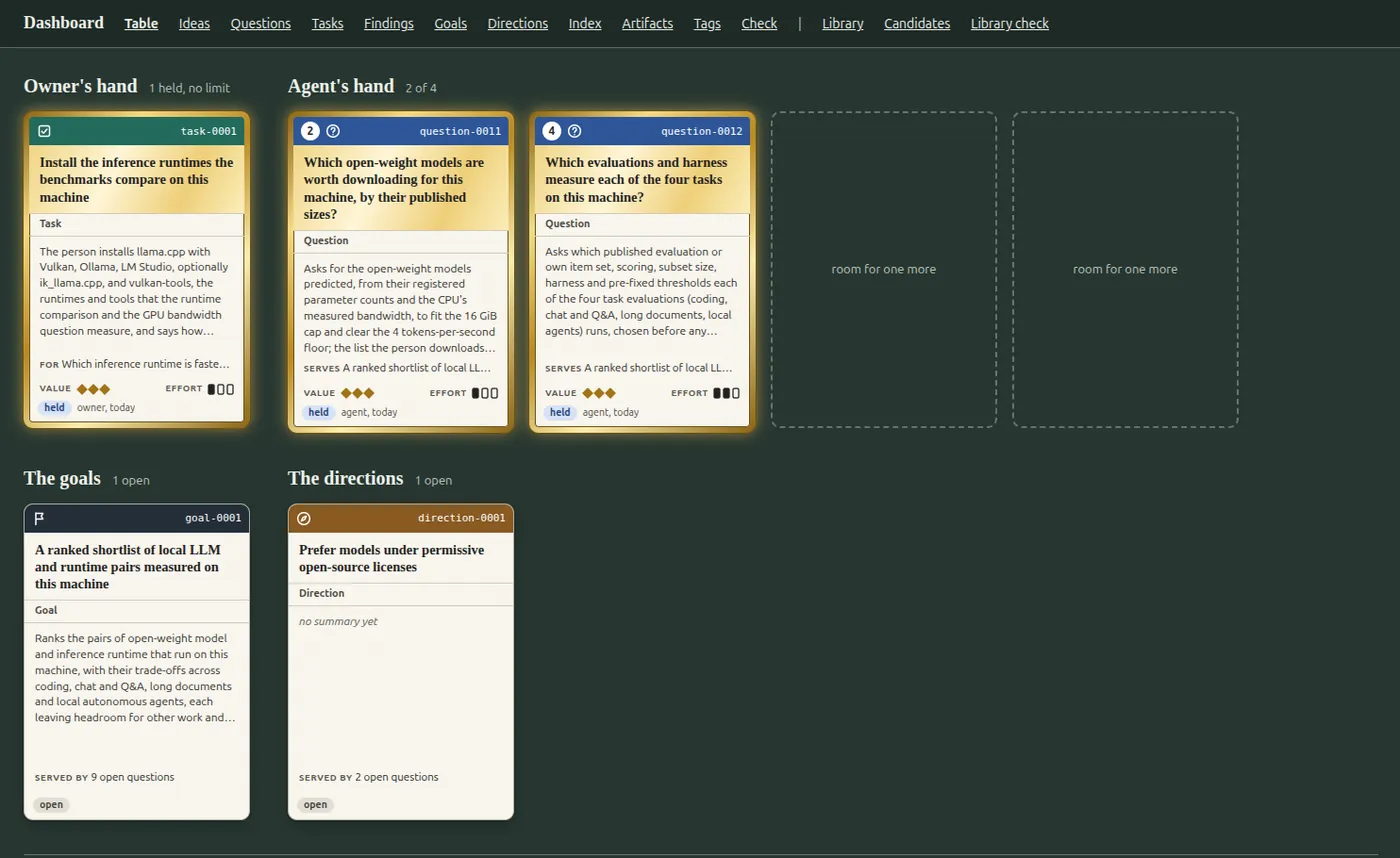 Dashboard Table Ideas Questions Tasks Findings Goals Directions Index Artifacts Tags Check | Library Candidates Library check
Owner's hand 1 held, no limit
task-0001
Install the inference runtimes the
benchmarks compare on this
machine
Task
The person installs llama.cpp with
Vulkan, Ollama, LM Studio, optionally
ik_llama.cpp, and vulkan-tools, the
runtimes and tools that the runtime
comparison and the GPU bandwidth
question measure, and says how…
FOR Which inference runtime is faste…
VALUE EFFORT
held owner, today
Agent's hand 2 of 4
2 question-0011
Which open-weight models are
worth downloading for this
machine, by their published
sizes?
Question
Asks for the open-weight models
predicted, from their registered
parameter counts and the CPU's
measured bandwidth, to fit the 16 GiB
cap and clear the 4 tokens-per-second
floor; the list the person downloads…
SERVES A ranked shortlist of local LL…
VALUE EFFORT
held agent, today
4 question-0012
Which evaluations and harness
measure each of the four tasks
on this machine?
Question
Asks which published evaluation or
own item set, scoring, subset size,
harness and pre-fixed thresholds each
of the four task evaluations (coding,
chat and Q&A, long documents, local
agents) runs, chosen before any…
SERVES A ranked shortlist of local LL…
VALUE EFFORT
held agent, today
room for one more
room for one more
The goals 1 open
goal-0001
A ranked shortlist of local LLM
and runtime pairs measured on
this machine
Goal
Ranks the pairs of open-weight model
and inference runtime that run on this
machine, with their trade-offs across
coding, chat and Q&A, long documents
and local autonomous agents, each
leaving headroom for other work and…
SERVED BY 9 open questions
open
The directions 1 open
direction-0001
Prefer models under permissive
open-source licenses
Direction
no summary yet
SERVED BY 2 open questions
open